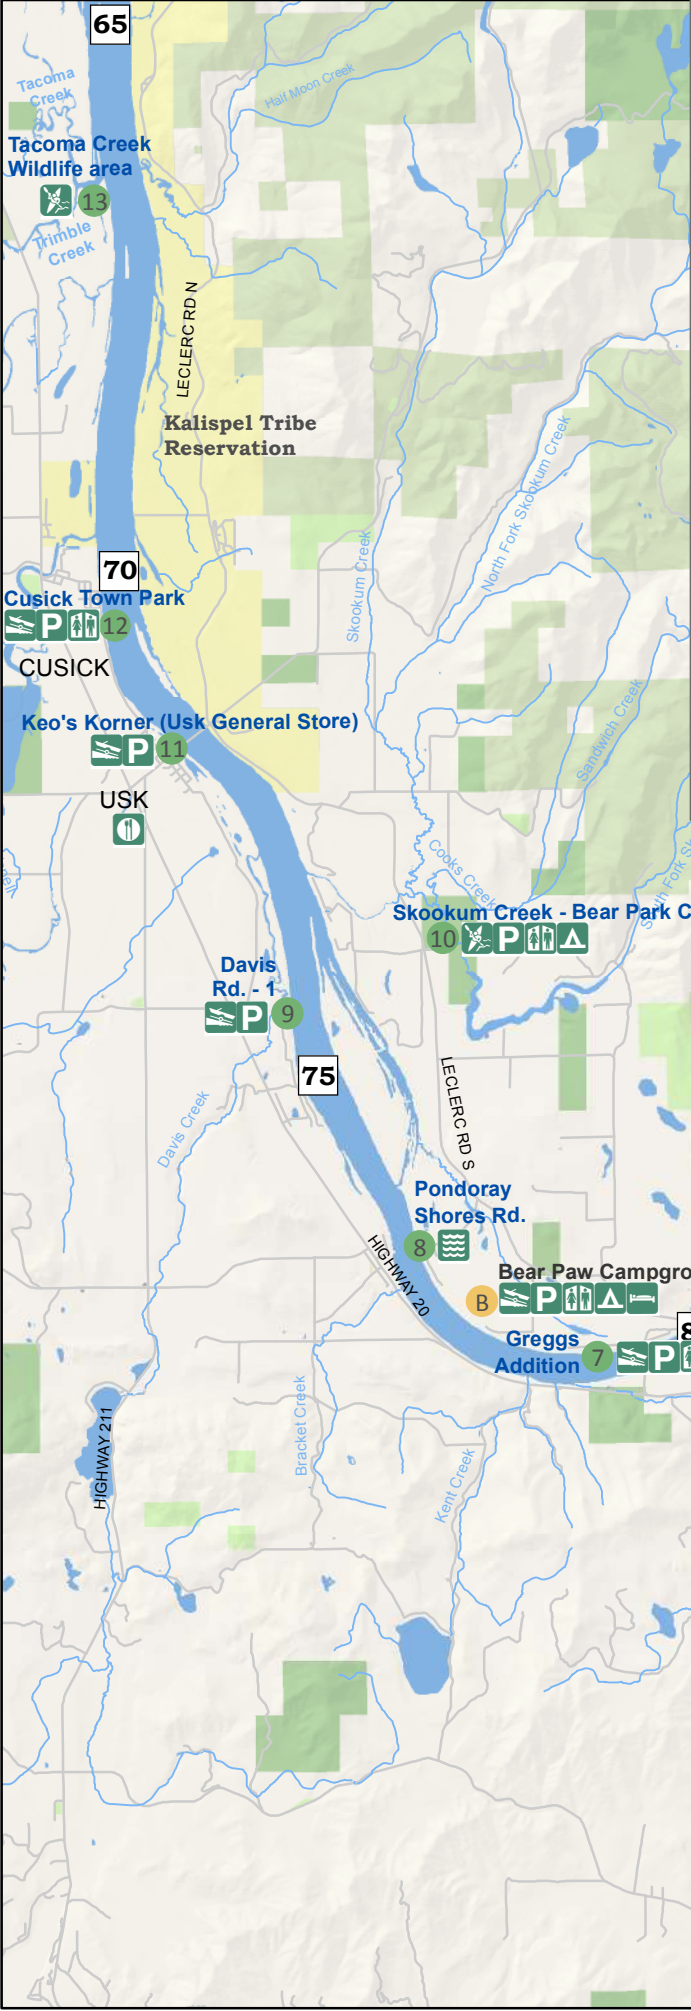 65
Tacoma
Creek
Half Moon Creek
Tacoma Creek
Wildlife area
13
Trimble
Creek
LECLERC RD N
Kalispel Tribe
Reservation
North Fork Skookum Creek
Skookum Creek
70
Cusick Town Park
P
12
CUSICK
Sandwich Creek
Keo's Korner (Usk General Store)
P
11
USK
Cooks Creek
Skookum Creek - Bear Park C
10
P
Davis
Rd. - 1
P
9
75
LECLERC RD S
Davis Creek
Pondoray
Shores Rd.
8
HIGHWAY 20
Bear Paw Campgro
B
P
8
Greggs
Addition
7
P
HIGHWAY 211
Bracket Creek
Kent Creek